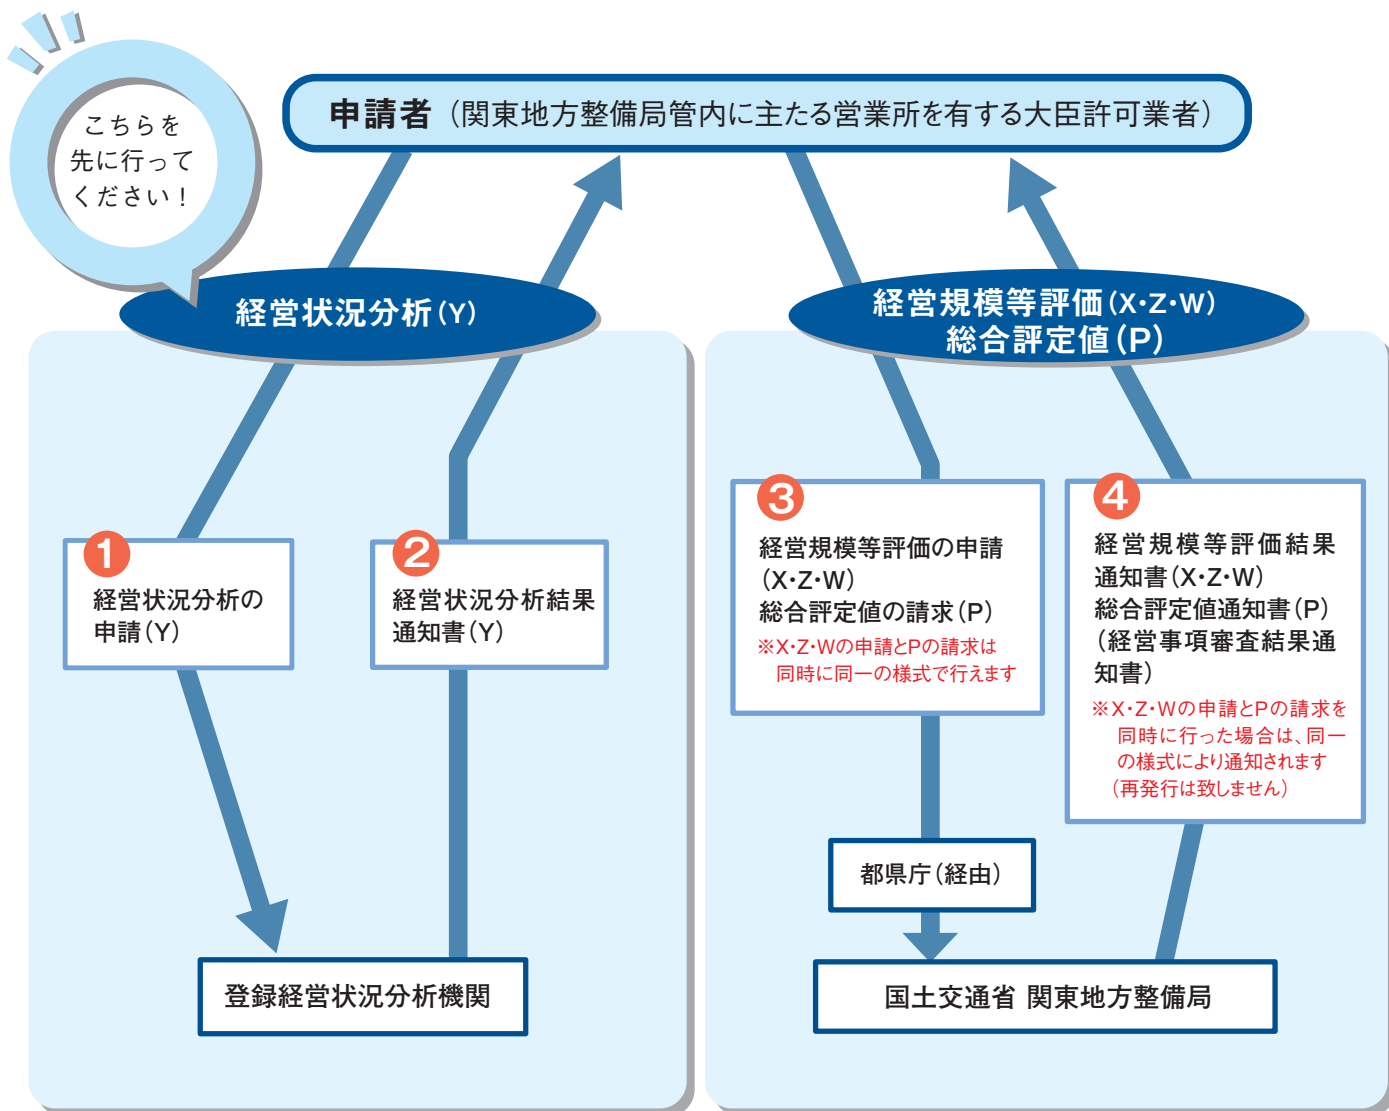 こちらを
先に行って
ください！
申請者（関東地方整備局管内に主たる営業所を有する大臣許可業者）
経営状況分析（Y）
経営規模等評価（X・Z・W）
総合評定値（P）
1
経営状況分析の
申請（Y）
2
経営状況分析結果
通知書（Y）
3
経営規模等評価の申請
（X・Z・W）
総合評定値の請求（P）
※X・Z・Wの申請とPの請求は
同時に同一の様式で行えます
4
経営規模等評価結果
通知書（X・Z・W）
総合評定値通知書（P）
（経営事項審査結果通
知書）
※X・Z・Wの申請とPの請求を
同時に行った場合は、同一
の様式により通知されます
（再発行は致しません）
都県庁（経由）
登録経営状況分析機関
国土交通省 関東地方整備局